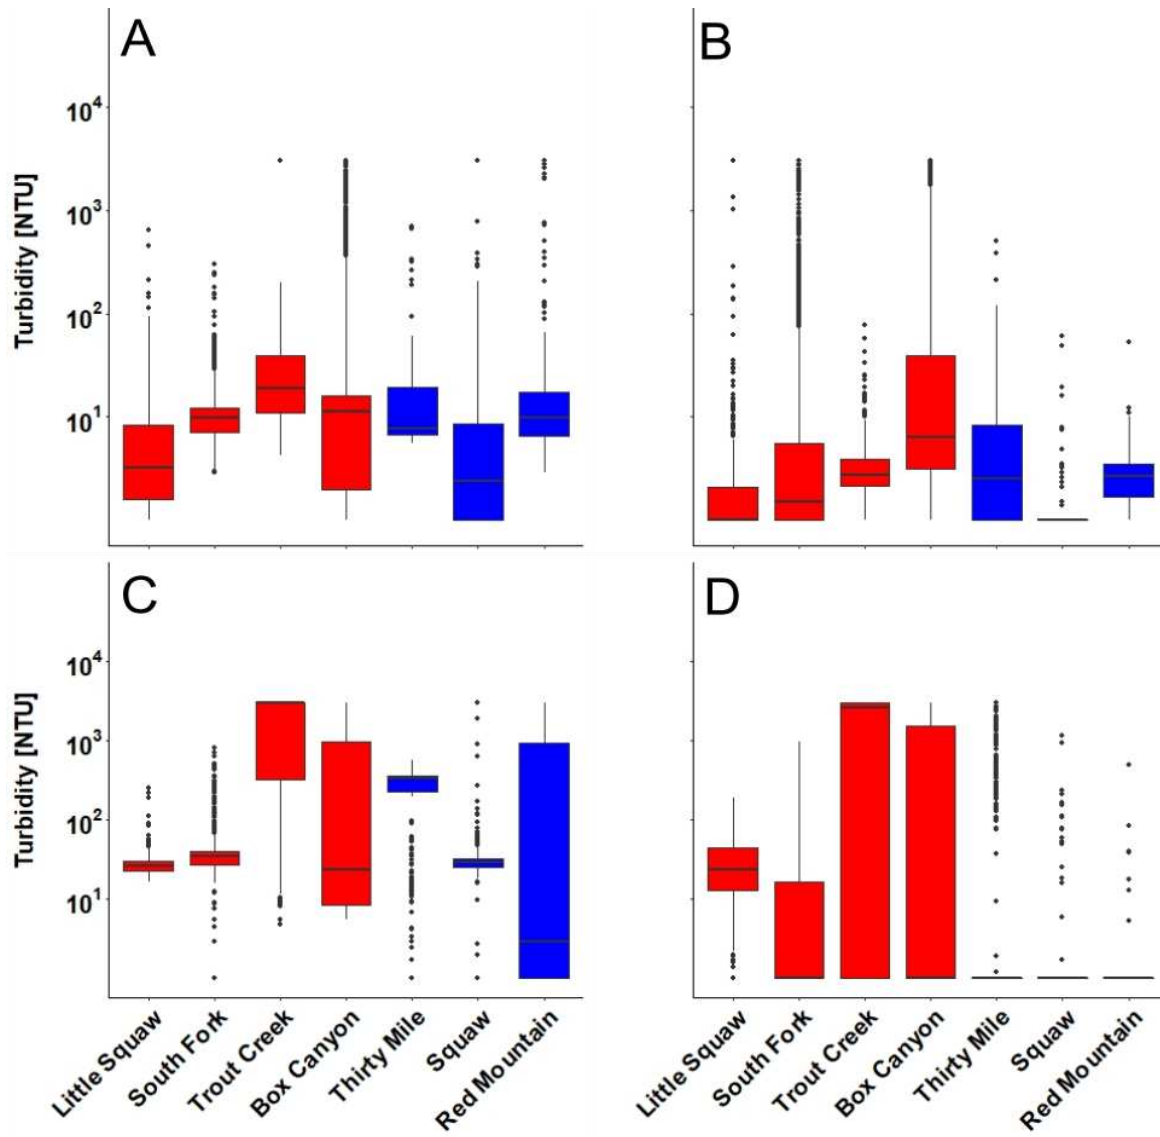 A
B
Turbidity [NTU]
10⁴
10³
10²
10¹
C
D
Turbidity [NTU]
10⁴
10³
10²
10¹
Little Squaw
South Fork
Trout Creek
Box Canyon
Thirty Mile
Squaw
Red Mountain
Little Squaw
South Fork
Trout Creek
Box Canyon
Thirty Mile
Squaw
Red Mountain